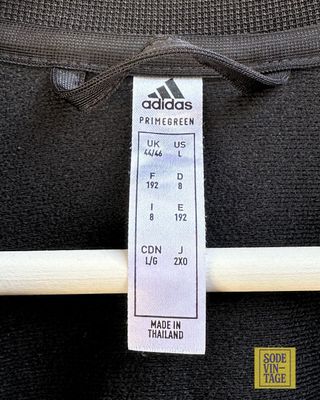 adidas
PRIMEGREEN
UK US
44/46 L
F D
192 8
I E
8 192
CDN J
L/G 2XO
MADE IN
THAILAND
SODE
VIN-
TAGE